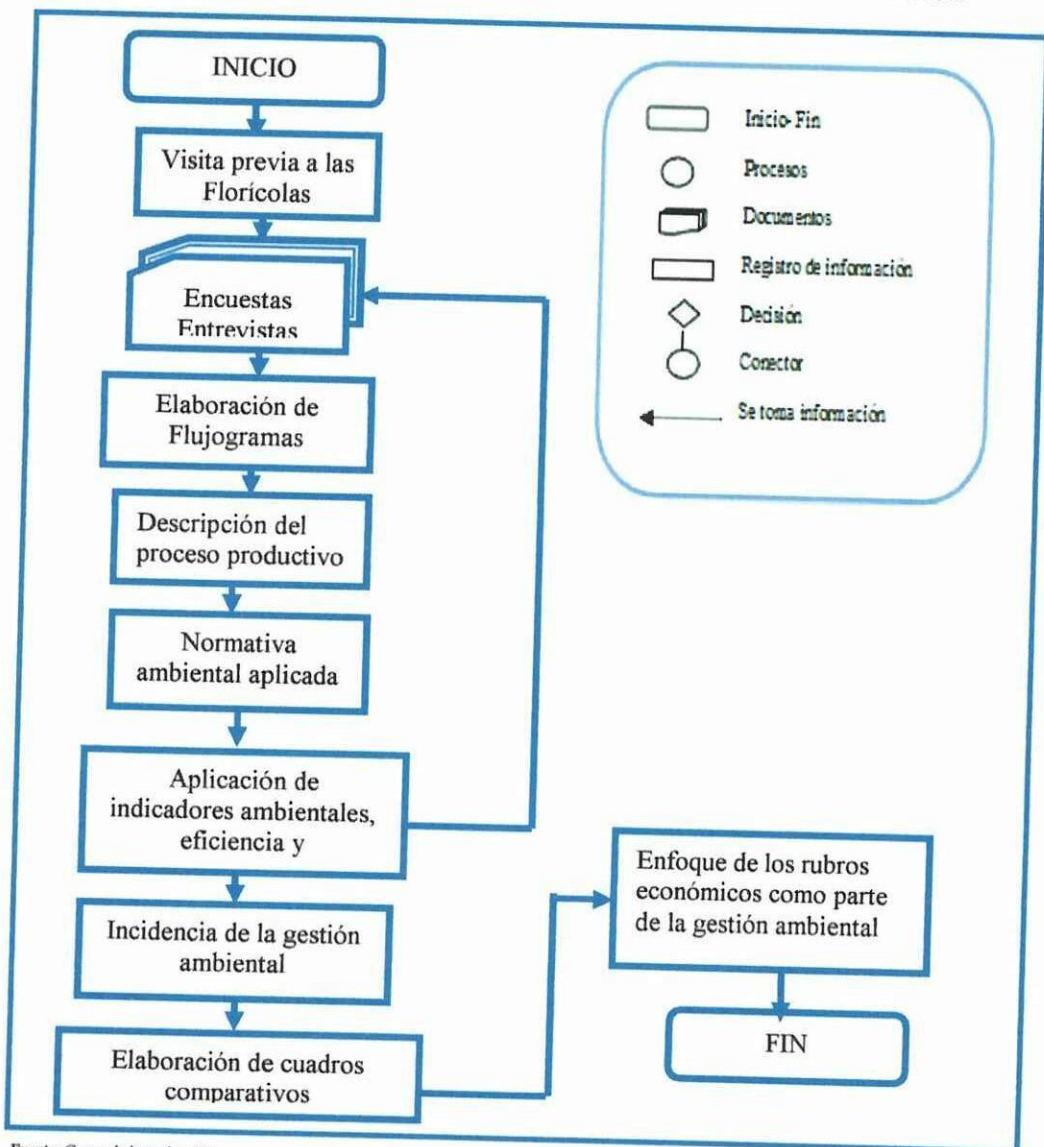 INICIO
Visita previa a las
Florícolas
Encuestas
Entrevistas
Elaboración de
Flujogramas
Descripción del
proceso productivo
Normativa
ambiental aplicada
Aplicación de
indicadores ambientales,
eficiencia y
Incidencia de la gestión
ambiental
Elaboración de cuadros
comparativos
Enfoque de los rubros
económicos como parte
de la gestión ambiental
FIN
Inicio-Fin
Procesos
Documentos
Registro de información
Decisión
Conector
Se toma información